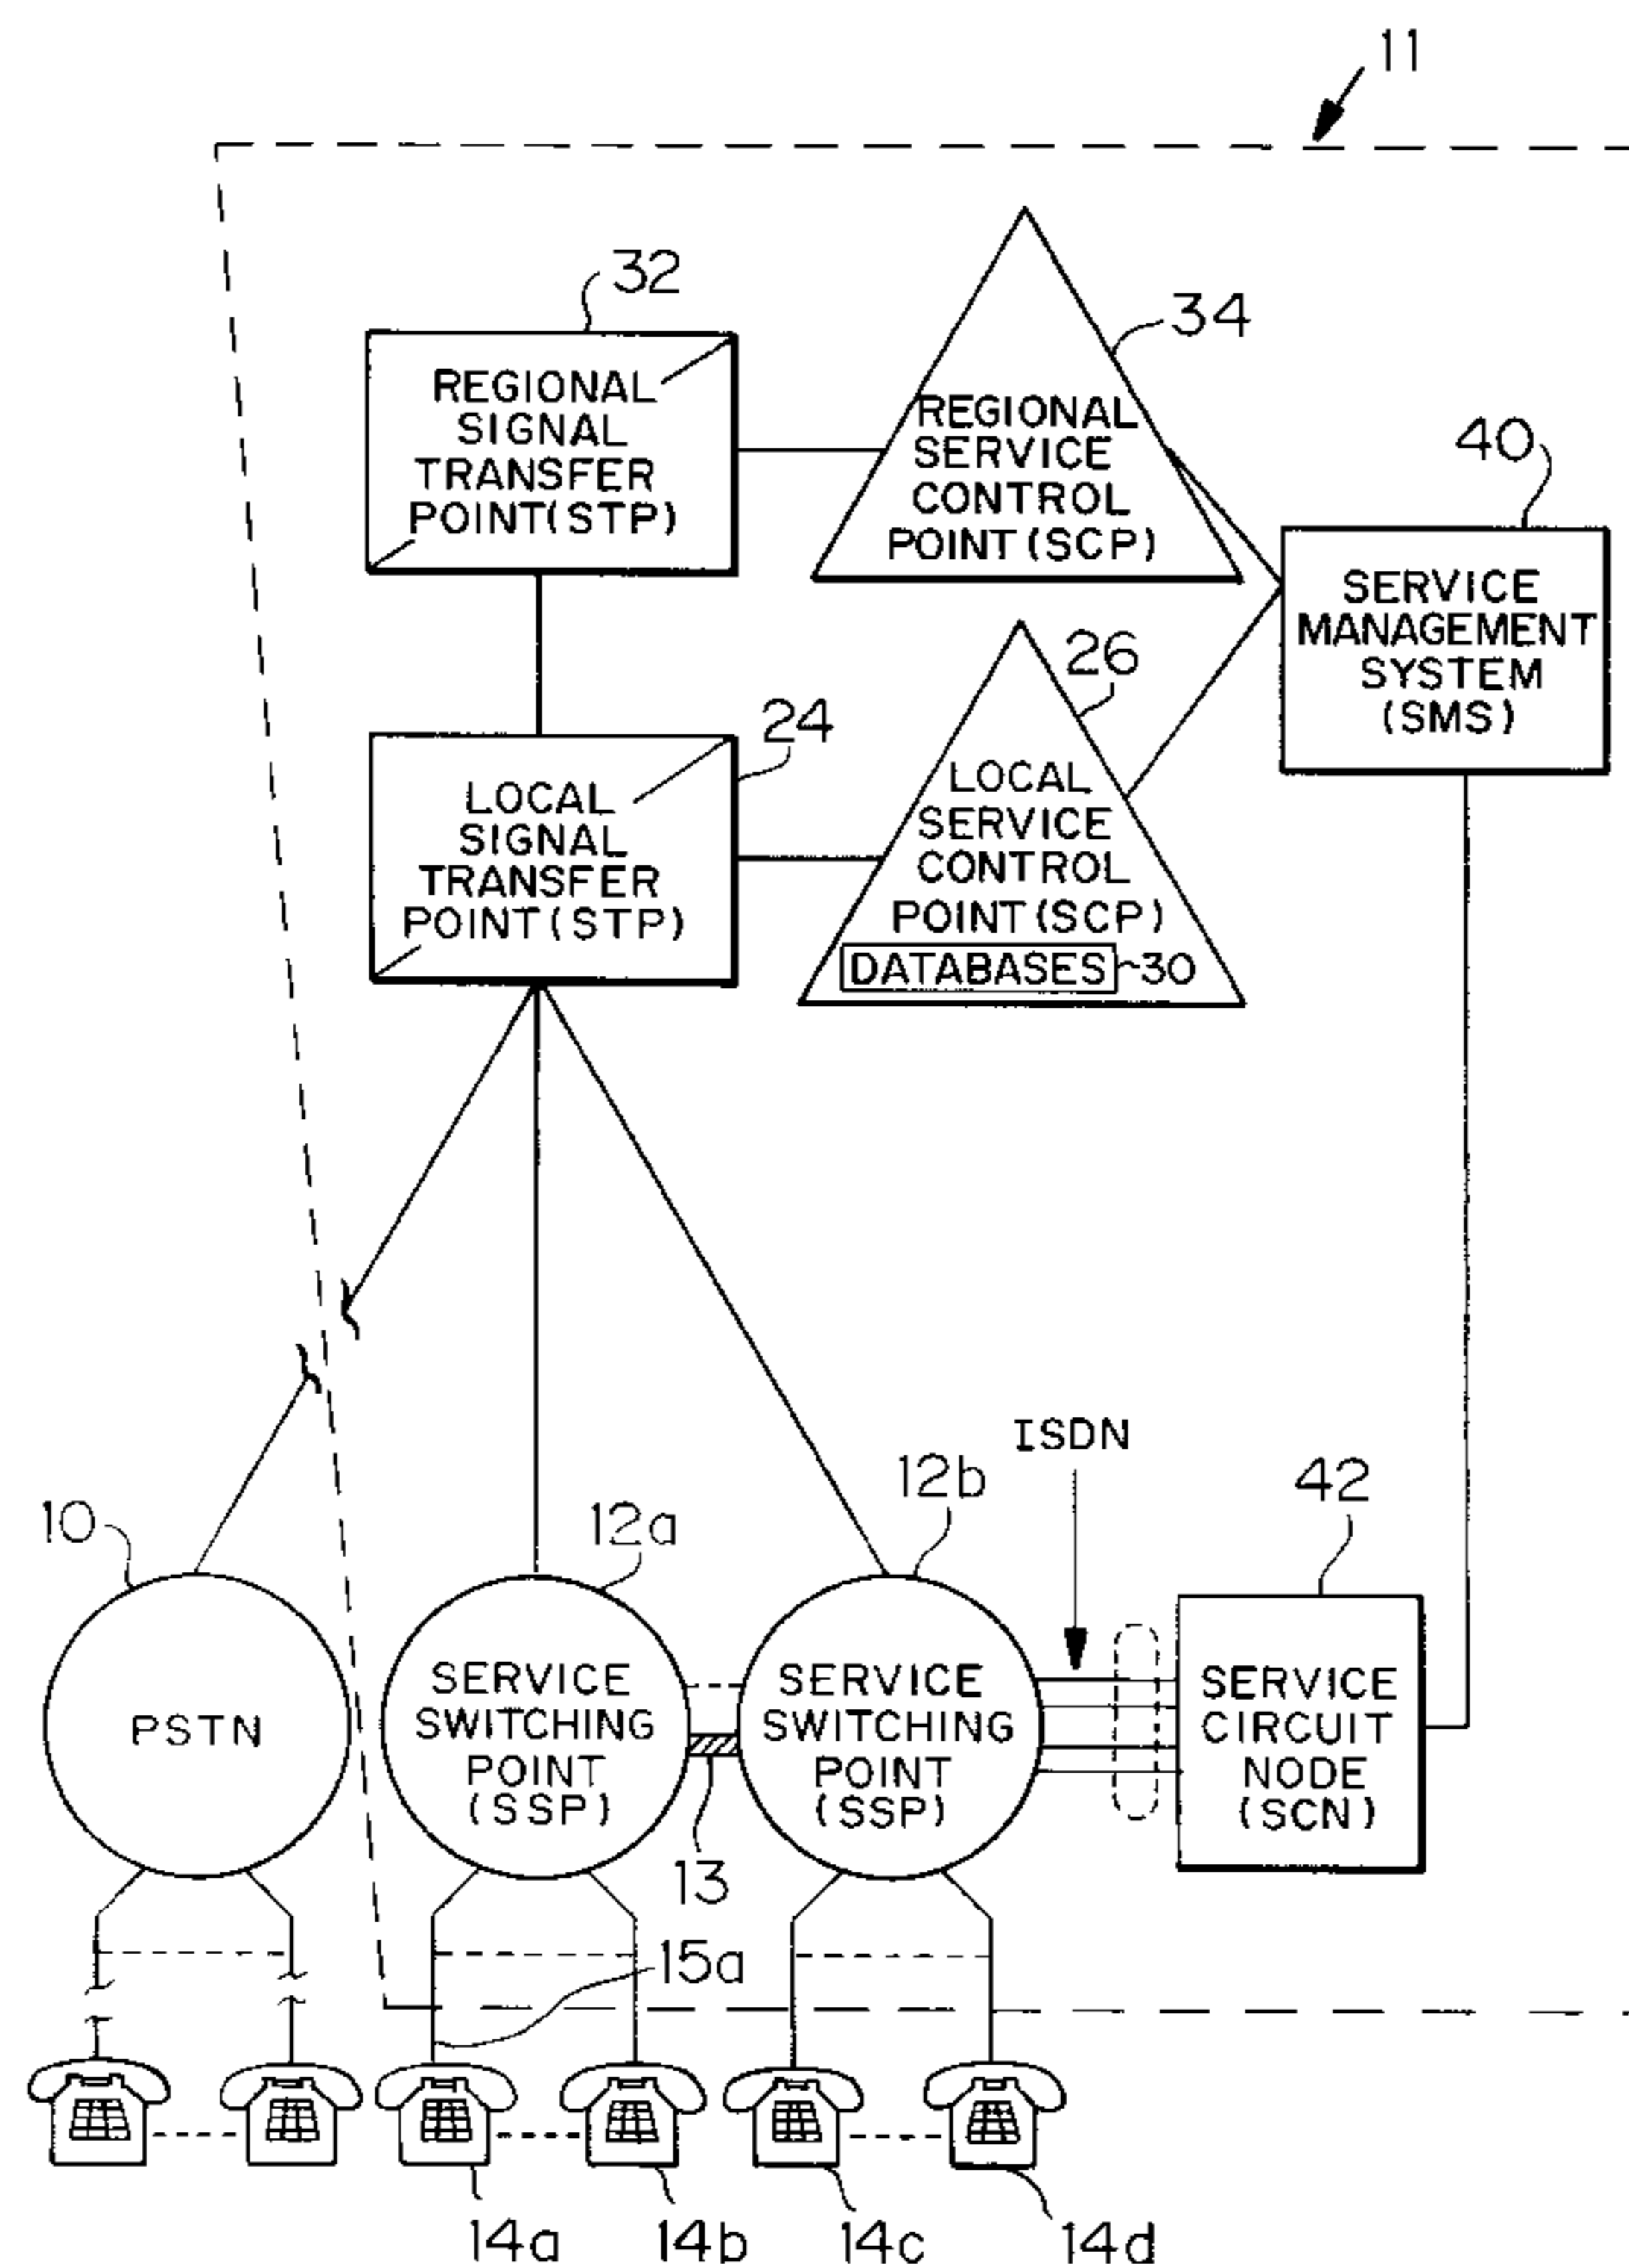 11
32
REGIONAL
SIGNAL
TRANSFER
POINT(STP)
34
REGIONAL
SERVICE
CONTROL
POINT (SCP)
40
SERVICE
MANAGEMENT
SYSTEM
(SMS)
24
LOCAL
SIGNAL
TRANSFER
POINT(STP)
26
LOCAL
SERVICE
CONTROL
POINT (SCP)
DATABASES
30
10
PSTN
12a
SERVICE
SWITCHING
POINT
(SSP)
13
12b
SERVICE
SWITCHING
POINT
(SSP)
ISDN
42
SERVICE
CIRCUIT
NODE
(SCN)
15a
14a
14b
14c
14d